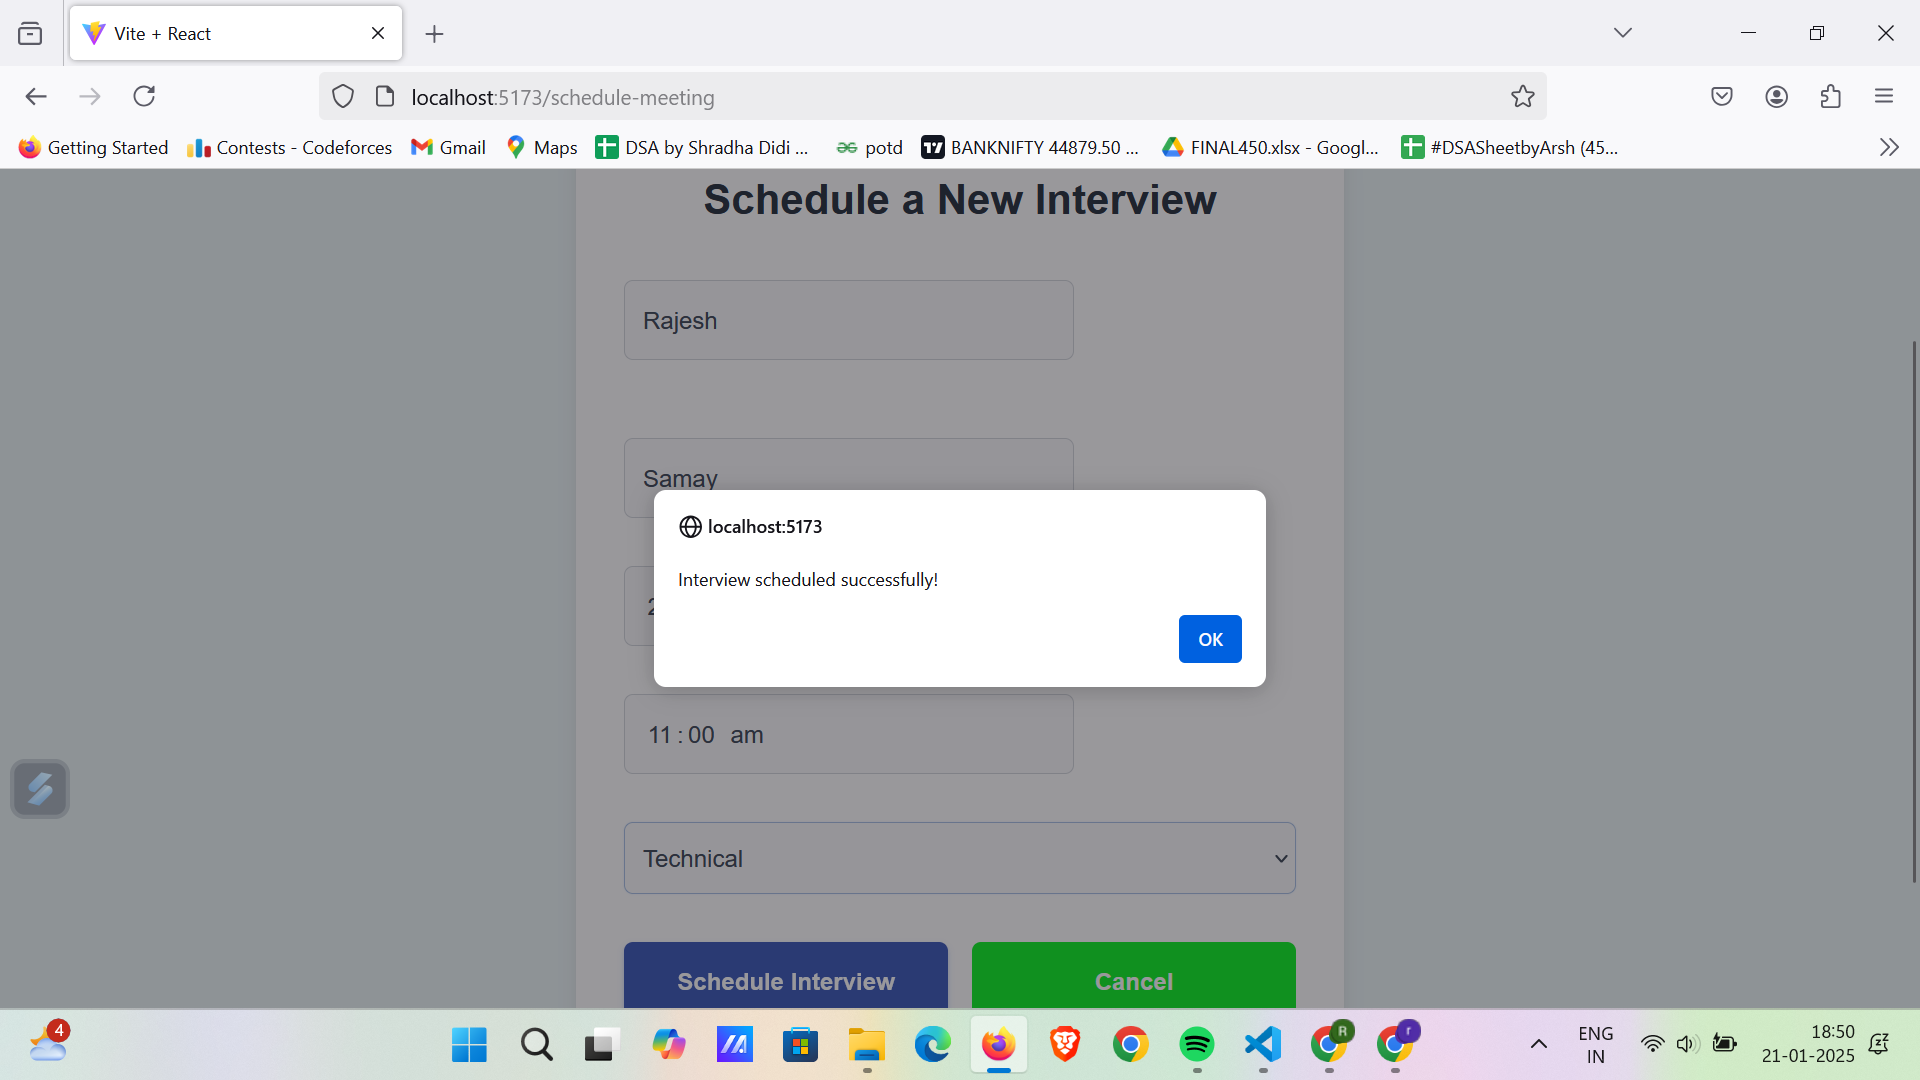 Vite + React
localhost:5173/schedule-meeting
Getting Started Contests - Codeforces Gmail Maps DSA by Shradha Didi ... potd BANKNIFTY 44879.50 ... FINAL450.xlsx - Googl... #DSASheetbyArsh (45...
Schedule a New Interview
Rajesh
Samay
localhost:5173
Interview scheduled successfully!
OK
11:00 am
Technical
Schedule Interview Cancel
4
R
r
ENG
IN
18:50
21-01-2025